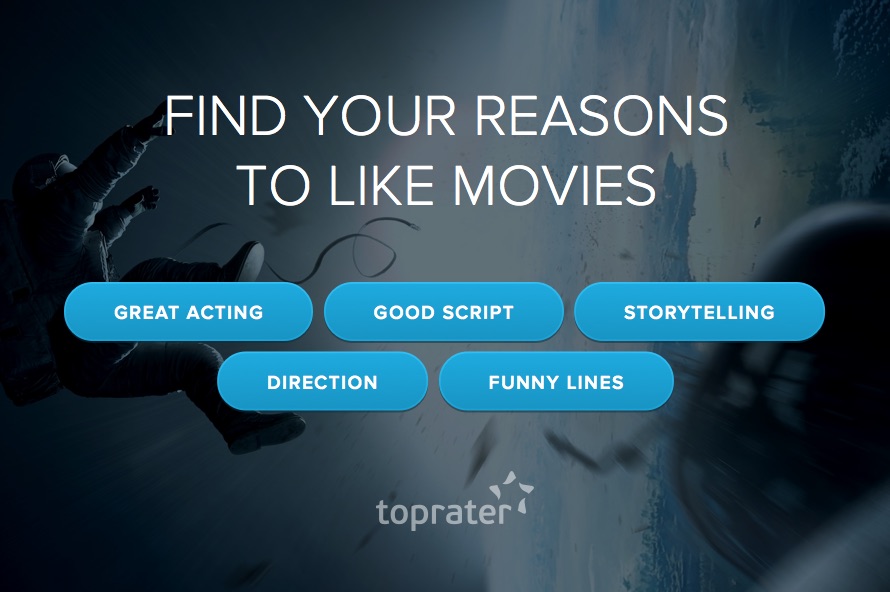 FIND YOUR REASONS
TO LIKE MOVIES
GREAT ACTING
GOOD SCRIPT
STORYTELLING
DIRECTION
FUNNY LINES
toprater